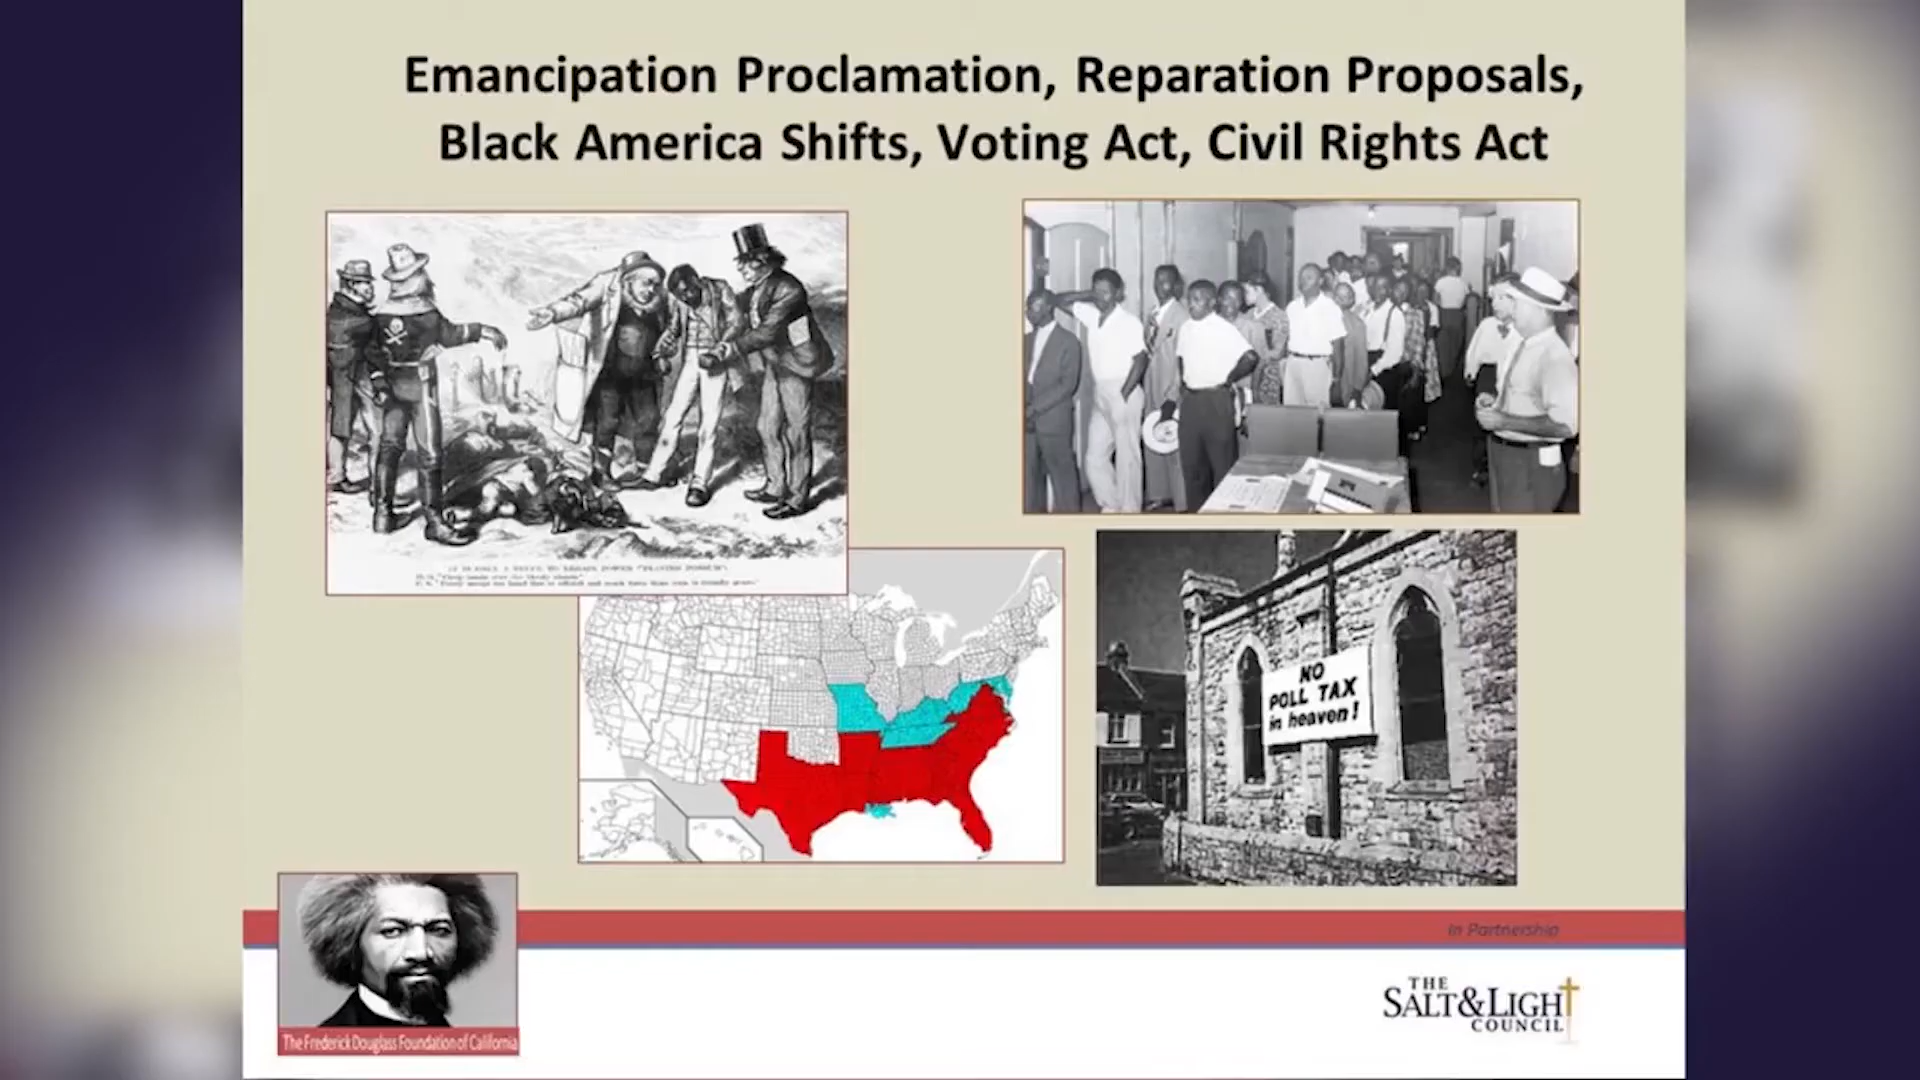 Emancipation Proclamation, Reparation Proposals,
Black America Shifts, Voting Act, Civil Rights Act
NO
POLL TAX
in heaven!
In Partnership
THE
SALT&LIGHT
COUNCIL
The Frederick Douglass Foundation of California